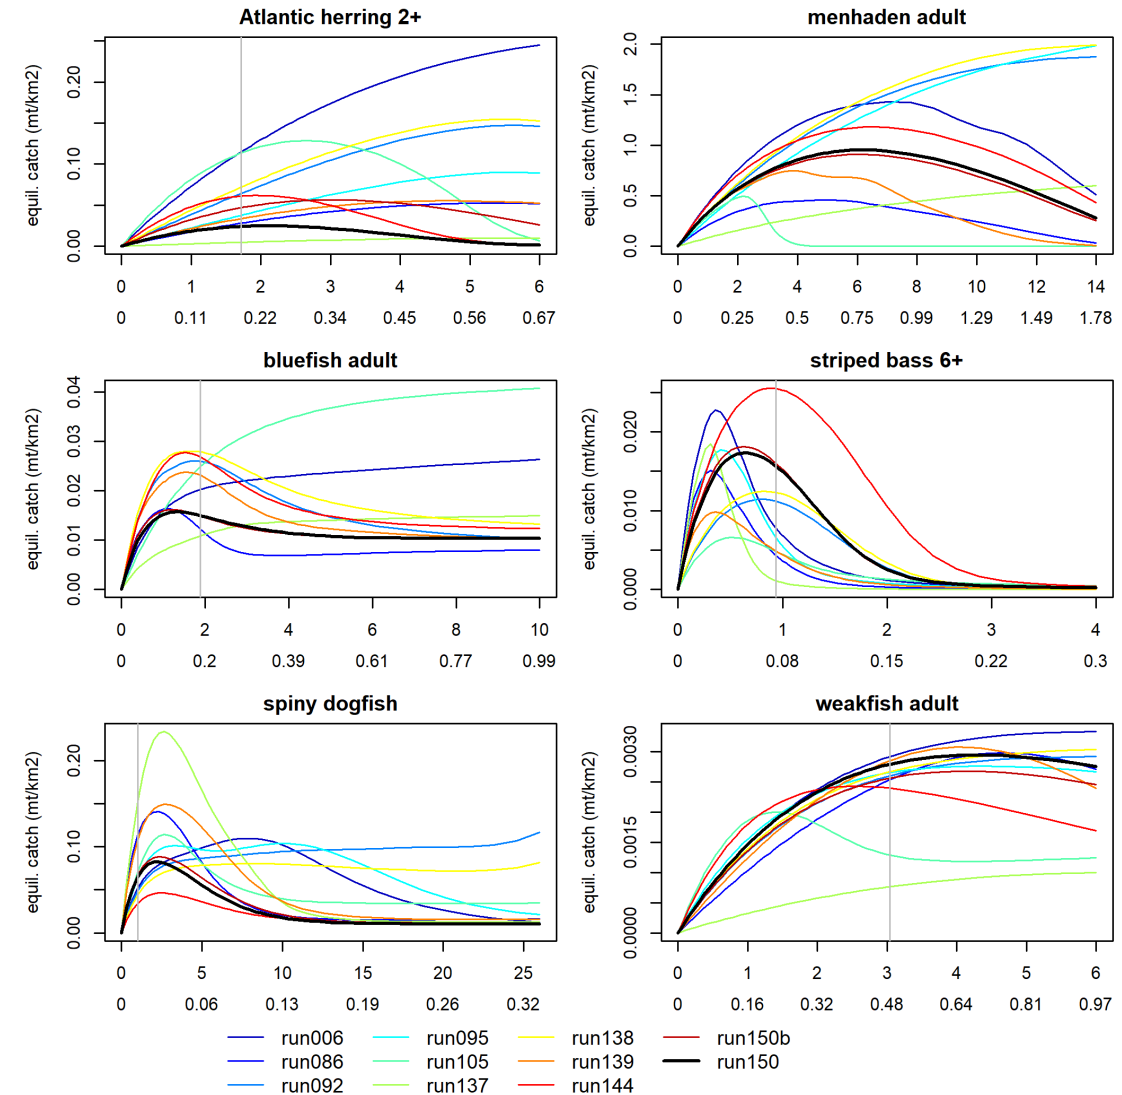 Atlantic herring 2+
equil. catch (mt/km2)
0.00 0.10 0.20
0 1 2 3 4 5 6
0 0.11 0.22 0.34 0.45 0.56 0.67
menhaden adult
equil. catch (mt/km2)
0.0 0.5 1.0 1.5 2.0
0 2 4 6 8 10 12 14
0 0.25 0.5 0.75 0.99 1.29 1.49 1.78
bluefish adult
equil. catch (mt/km2)
0.00 0.01 0.02 0.03 0.04
0 2 4 6 8 10
0 0.2 0.39 0.61 0.77 0.99
striped bass 6+
equil. catch (mt/km2)
0.000 0.010 0.020
0 1 2 3 4
0 0.08 0.15 0.22 0.3
spiny dogfish
equil. catch (mt/km2)
0.00 0.10 0.20
0 5 10 15 20 25
0 0.06 0.13 0.19 0.26 0.32
weakfish adult
equil. catch (mt/km2)
0.0000 0.0015 0.0030
0 1 2 3 4 5 6
0 0.16 0.32 0.48 0.64 0.81 0.97
run006 run095 run138 run150b
run086 run105 run139 run150
run092 run137 run144